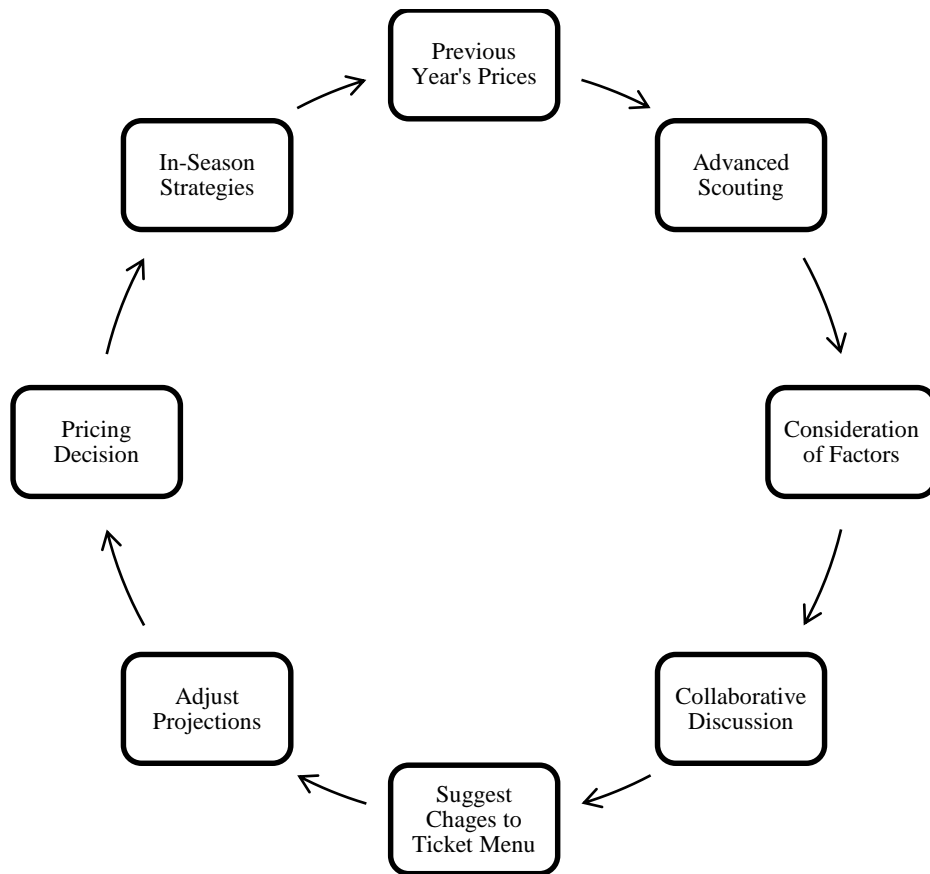 Previous
Year's Prices
Advanced
Scouting
Consideration
of Factors
Collaborative
Discussion
Suggest
Chages to
Ticket Menu
Adjust
Projections
Pricing
Decision
In-Season
Strategies